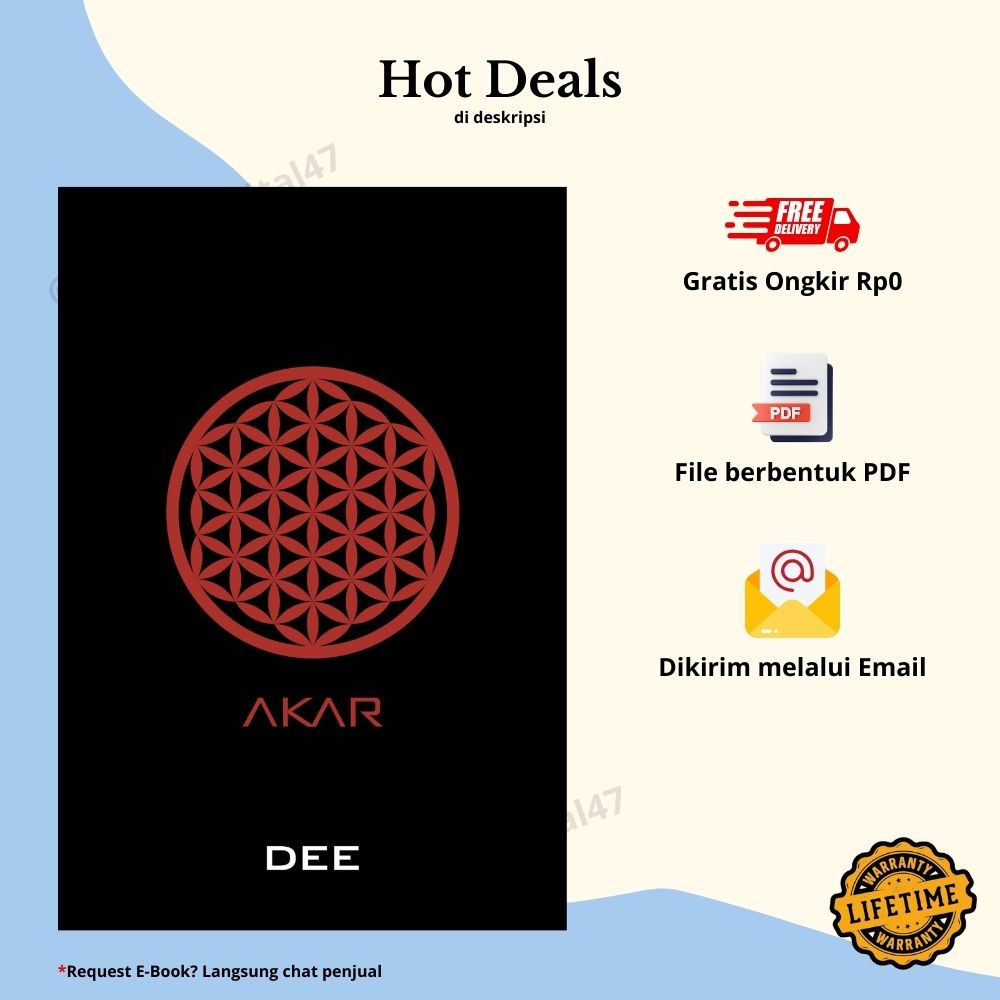 Hot Deals
di deskripsi
FREE
DELIVERY
Gratis Ongkir Rp0
PDF
File berbentuk PDF
@
Dikirim melalui Email
ΛKΛR
DEE
WARRANTY
LIFETIME
WARRANTY
*Request E-Book? Langsung chat penjual